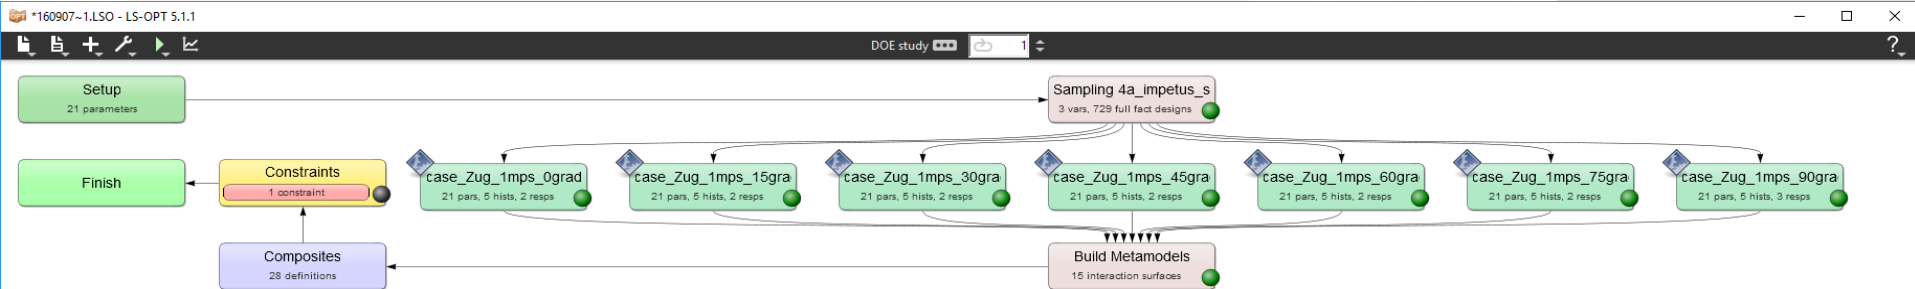 *160907~1.LSO - LS-OPT 5.1.1
DOE study
1
?
Setup
21 parameters
Sampling 4a_impetus_s
3 vars, 729 full fact designs
Finish
Constraints
1 constraint
case_Zug_1mps_0grad
21 pars, 5 hists, 2 resps
case_Zug_1mps_15gra
21 pars, 5 hists, 2 resps
case_Zug_1mps_30gra
21 pars, 5 hists, 2 resps
case_Zug_1mps_45gra
21 pars, 5 hists, 2 resps
case_Zug_1mps_60gra
21 pars, 5 hists, 2 resps
case_Zug_1mps_75gra
21 pars, 5 hists, 2 resps
case_Zug_1mps_90gra
21 pars, 5 hists, 3 resps
Composites
28 definitions
Build Metamodels
15 interaction surfaces